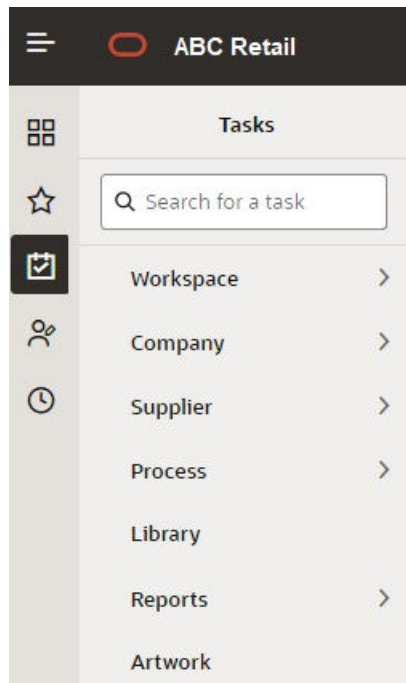 ABC Retail
Tasks
Search for a task
Workspace
Company
Supplier
Process
Library
Reports
Artwork